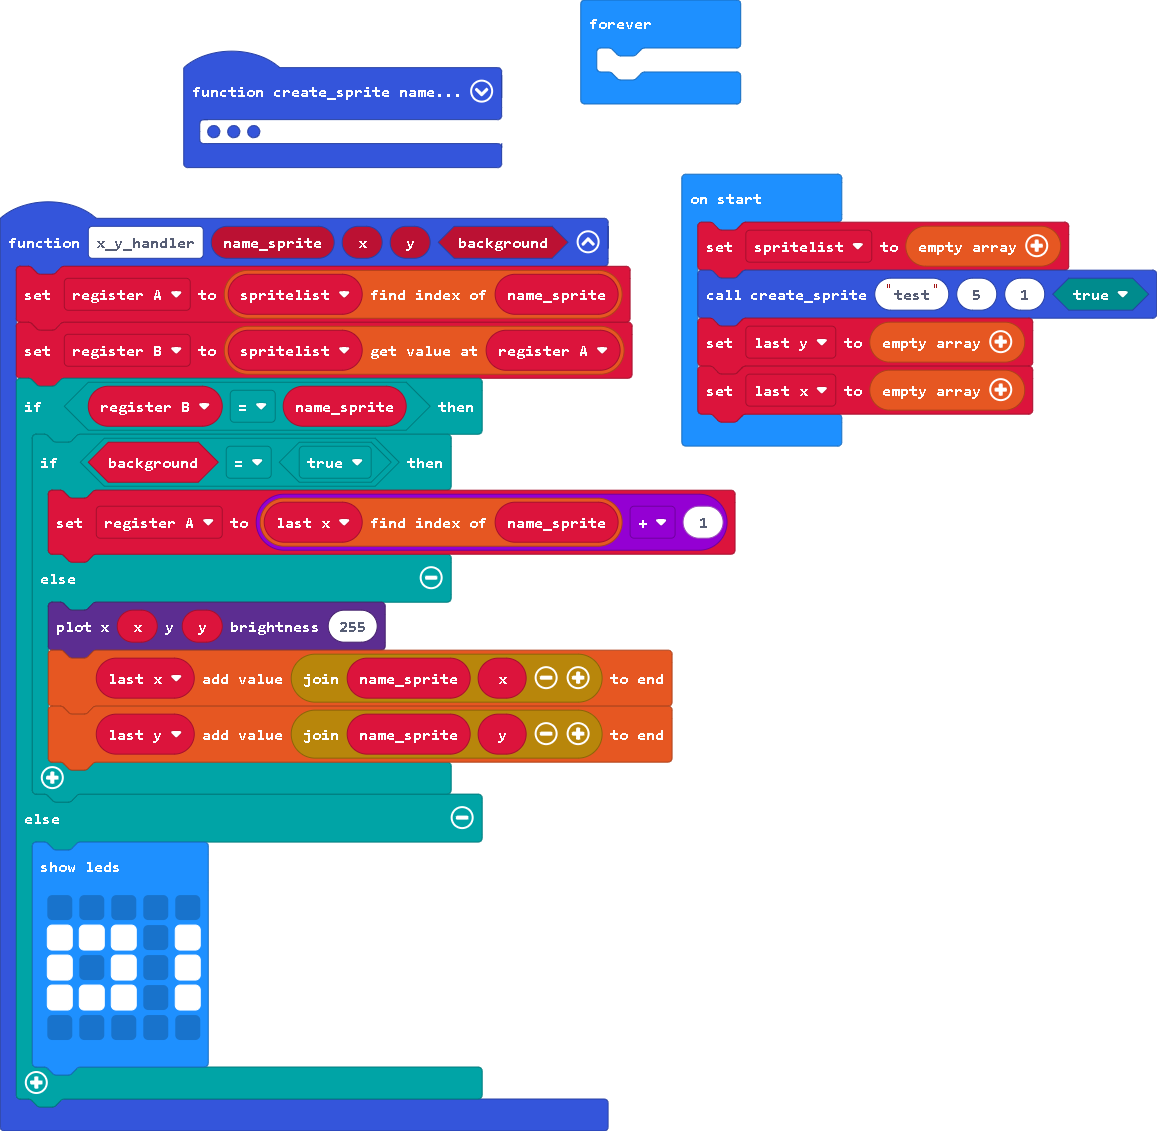 forever
function create_sprite name...
function x_y_handler name_sprite x y background
set register A to spritelist find index of name_sprite
set register B to spritelist get value at register A
if register B = name_sprite then
if background = true then
set register A to last x find index of name_sprite + 1
else
plot x x y y brightness 255
last x add value join name_sprite x to end
last y add value join name_sprite y to end
else
show leds
on start
set spritelist to empty array
call create_sprite "test" 5 1 true
set last y to empty array
set last x to empty array